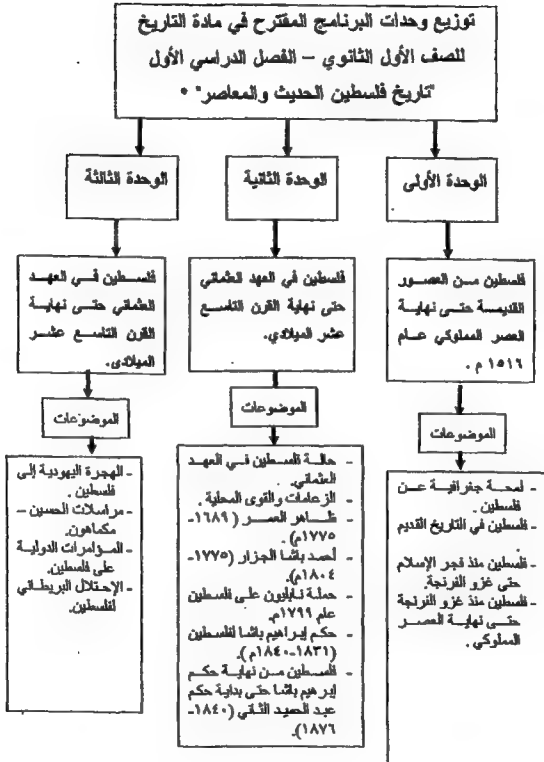 توزيع وحدات البرنامج المقترح في مادة التاريخ
للصف الأول الثانوي – الفصل الدراسي الأول
"تاريخ فلسطين الحديث والمعاصر" *
الوحدة الأولى
فلسطين من العصور
القديمة حتى نهاية
العصر المملوكي عام
١٥١٦ م .
الموضوعات
- لمحة جغرافية عن
فلسطين .
- فلسطين في التاريخ القديم
- فلسطين منذ فجر الإسلام
حتى غزو الفرنجة.
- فلسطين منذ غزو الفرنجة
حتى نهاية العصر
المملوكي .
الوحدة الثانية
فلسطين في العهد العثماني
حتى نهاية القرن التاسع
عشر الميلادي.
الموضوعات
- حالة فلسطين في العهد
العثماني.
- الزعامات والقوى المحلية .
- ظاهر العمر (١٦٨٩-
١٧٧٥م) .
- أحمد باشا الجزار (١٧٧٥-
١٨٠٤م).
- حملة نابليون على فلسطين
عام ١٧٩٩م.
- حكم إبراهيم باشا لفلسطين
(١٨٣١-١٨٤٠م).
- فلسطين من نهاية حكم
إبراهيم باشا حتى بداية حكم
عبد الحميد الثاني (١٨٤٠-
١٨٧٦).
الوحدة الثالثة
فلسطين في العهد
العثماني حتى نهاية
القرن التاسع عشر
الميلادى.
الموضوعات
- الهجرة اليهودية إلى
فلسطين .
- مراسلات الحسين –
مكماهون.
- المؤامرات الدولية
على فلسطين.
- الإحتلال البريطاني
لفلسطين.